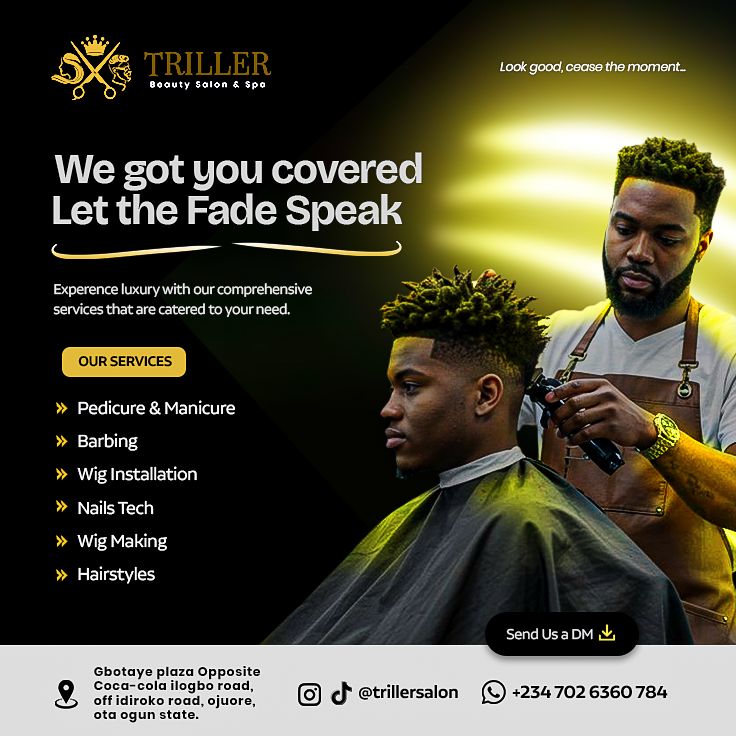 TRILLER
Beauty Salon & Spa
Look good, cease the moment...
We got you covered
Let the Fade Speak
Experence luxury with our comprehensive
services that are catered to your need.
OUR SERVICES
Pedicure & Manicure
Barbing
Wig Installation
Nails Tech
Wig Making
Hairstyles
Send Us a DM
Gbotaye plaza Opposite
Coca-cola ilogbo road,
off idiroko road, ojuore,
ota ogun state.
@trillersalon
+234 702 6360 784